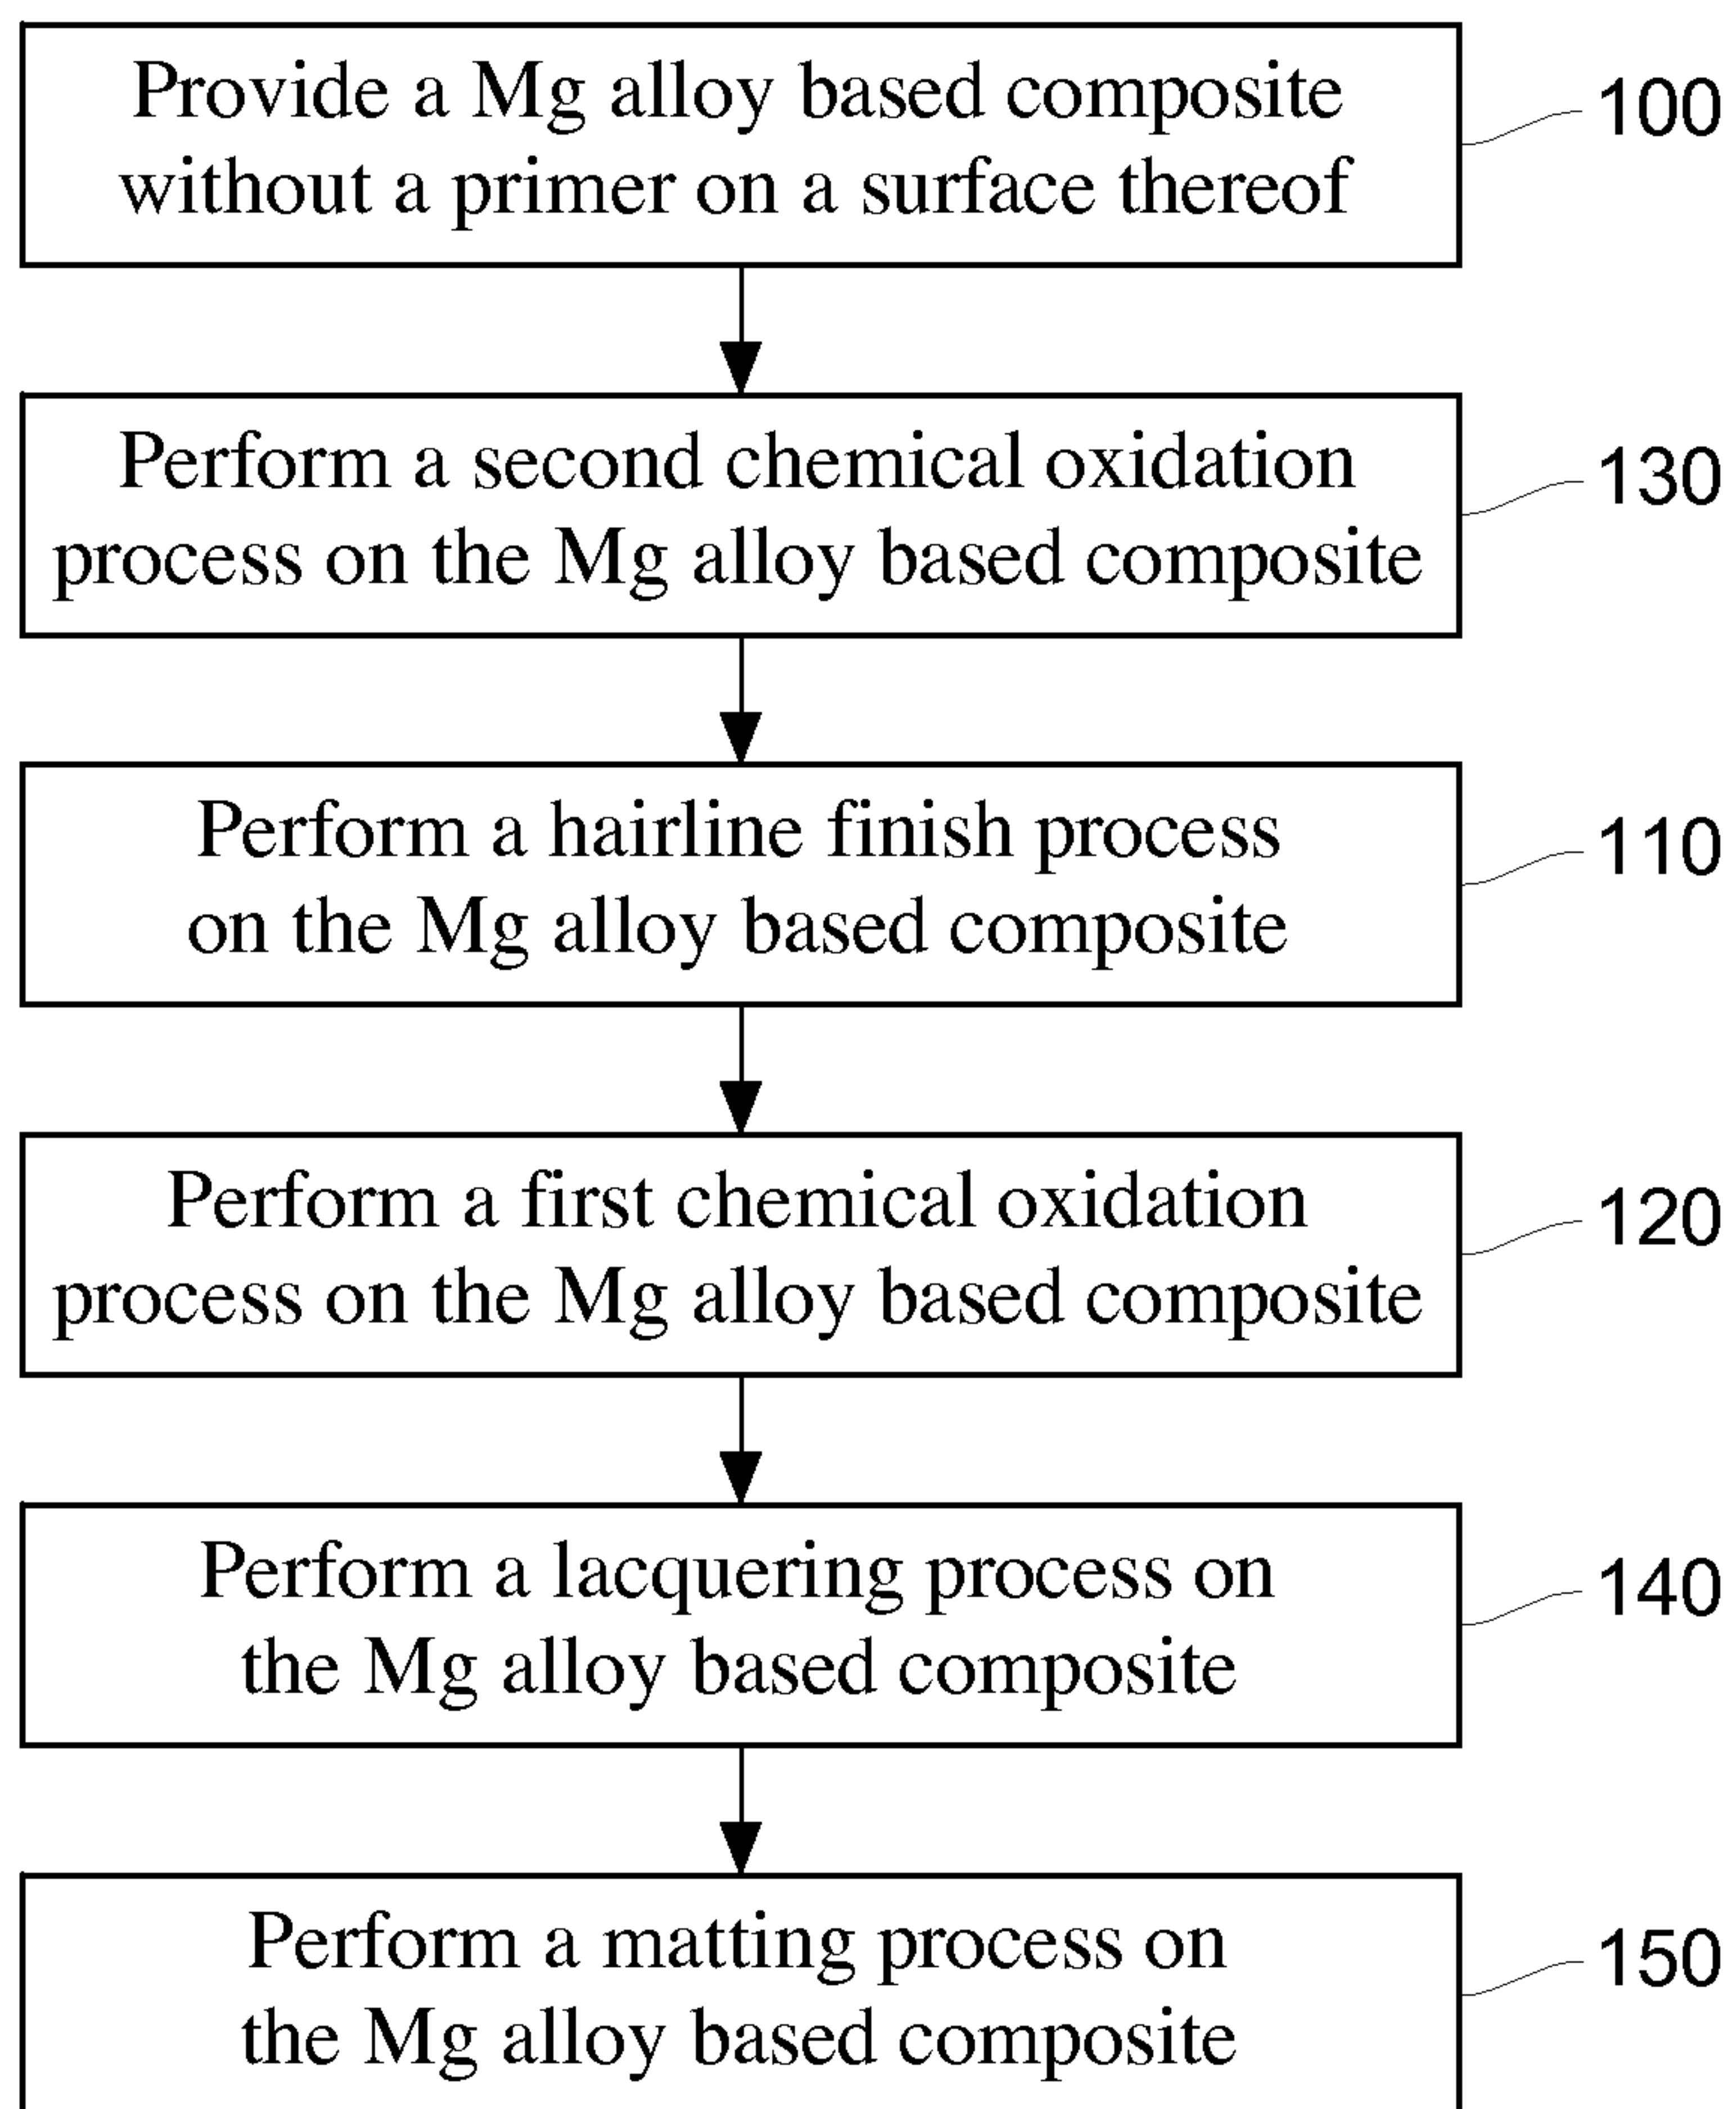 Provide a Mg alloy based composite
without a primer on a surface thereof
100
Perform a second chemical oxidation
process on the Mg alloy based composite
130
Perform a hairline finish process
on the Mg alloy based composite
110
Perform a first chemical oxidation
process on the Mg alloy based composite
120
Perform a lacquering process on
the Mg alloy based composite
140
Perform a matting process on
the Mg alloy based composite
150